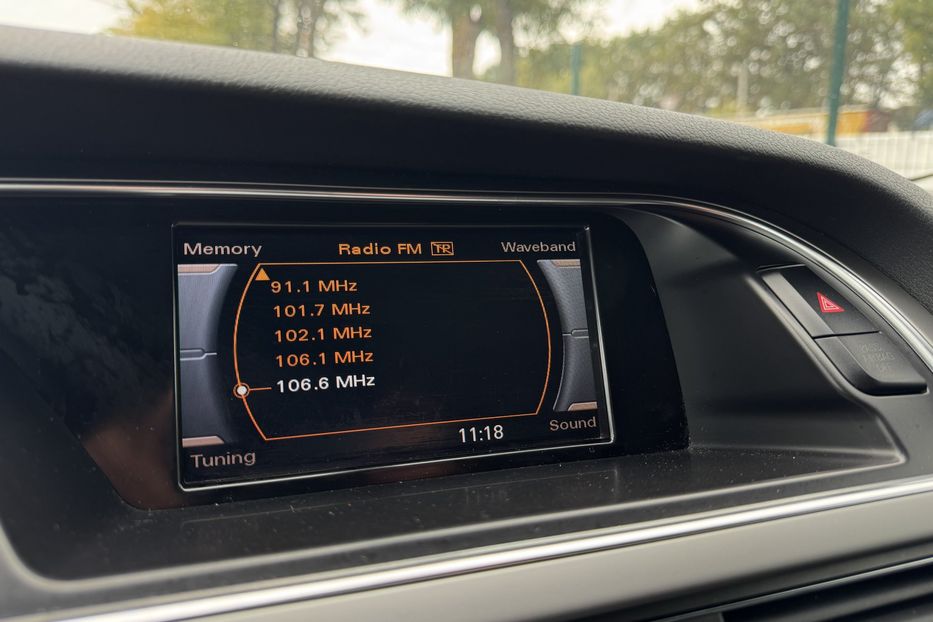 Memory Radio FM TP Waveband
91.1 MHz
101.7 MHz
102.1 MHz
106.1 MHz
106.6 MHz
11:18 Sound
Tuning